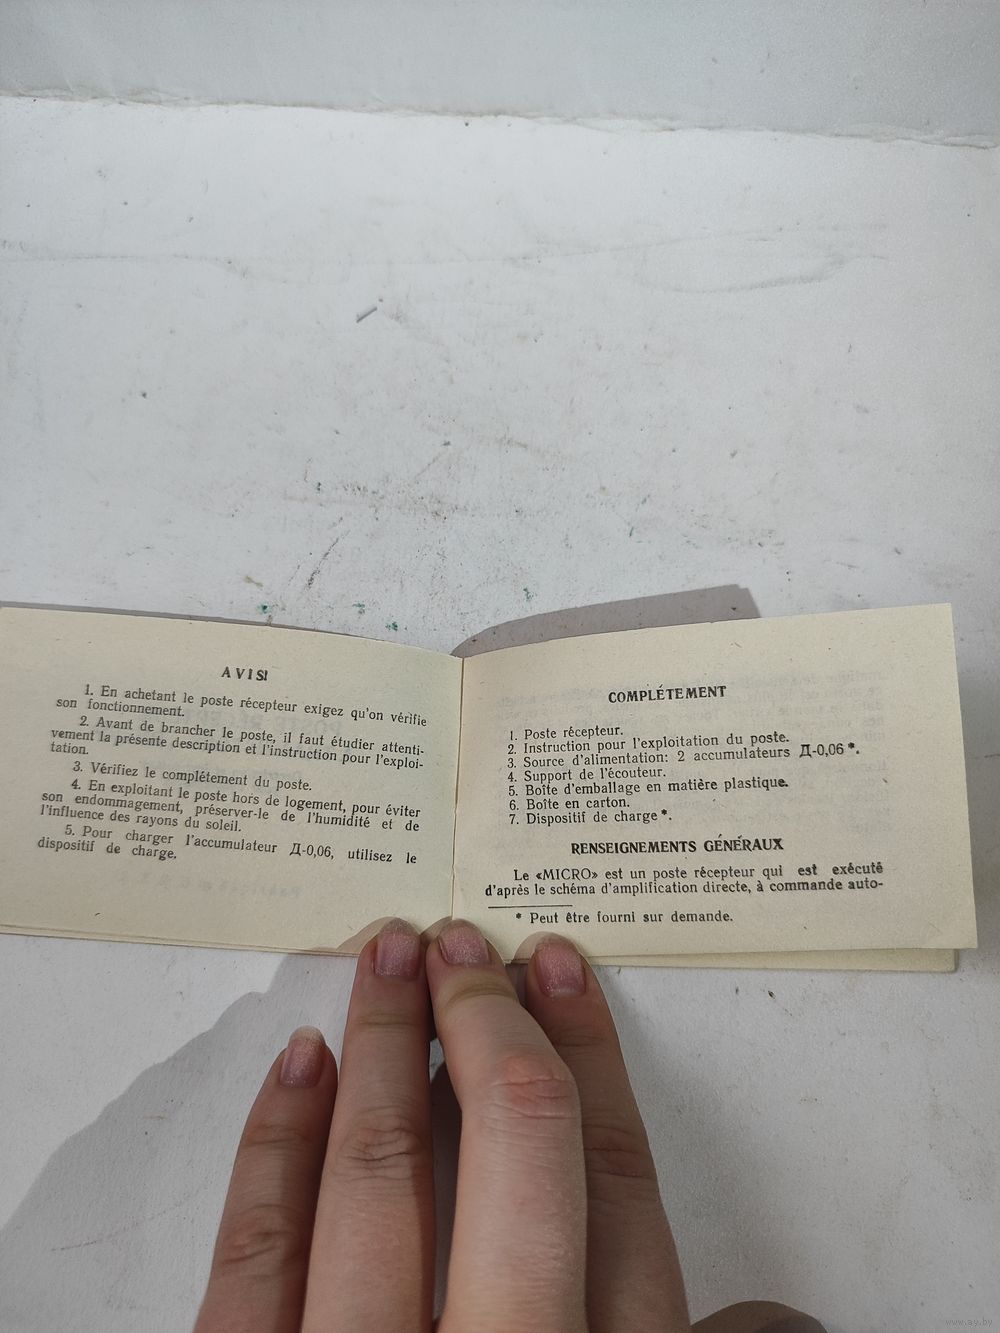 AVIS!
1. En achetant le poste récepteur exigez qu'on vérifie
son fonctionnement.
2. Avant de brancher le poste, il faut étudier attenti-
vement la présente description et l'instruction pour l'exploi-
tation.
3. Vérifiez le complétement du poste.
4. En exploitant le poste hors de logement, pour éviter
son endommagement, préserver-le de l'humidité et de
l'influence des rayons du soleil.
5. Pour charger l'accumulateur Д-0,06, utilisez le
dispositif de charge.
COMPLÉTEMENT
1. Poste récepteur.
2. Instruction pour l'exploitation du poste.
3. Source d'alimentation: 2 accumulateurs Д-0,06*.
4. Support de l'écouteur.
5. Boîte d'emballage en matière plastique.
6. Boîte en carton.
7. Dispositif de charge*.
RENSEIGNEMENTS GÉNÉRAUX
Le «MICRO» est un poste récepteur qui est exécuté
d'après le schéma d'amplification directe, à commande auto-
* Peut être fourni sur demande.
www.ay.by